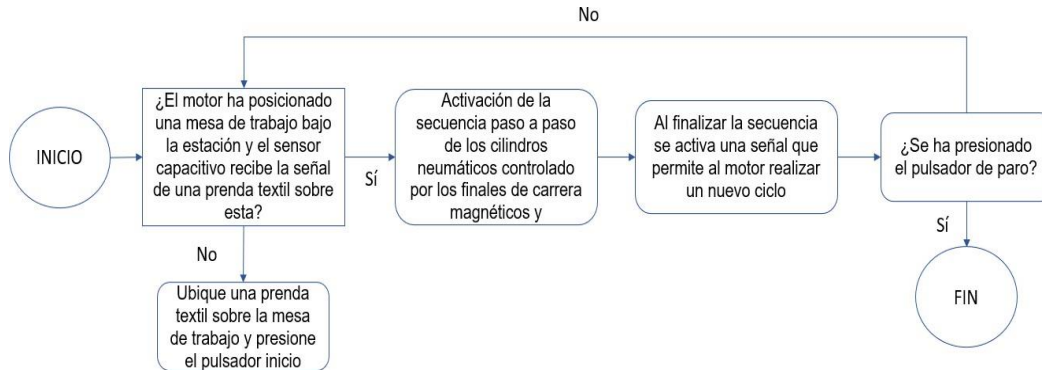 No
INICIO
¿El motor ha posicionado
una mesa de trabajo bajo
la estación y el sensor
capacitivo recibe la señal
de una prenda textil sobre
esta?
Sí
Activación de la
secuencia paso a paso
de los cilindros
neumáticos controlado
por los finales de carrera
magnéticos y
Al finalizar la secuencia
se activa una señal que
permite al motor realizar
un nuevo ciclo
¿Se ha presionado
el pulsador de paro?
No
Sí
Ubique una prenda
textil sobre la mesa
de trabajo y presione
el pulsador inicio
FIN